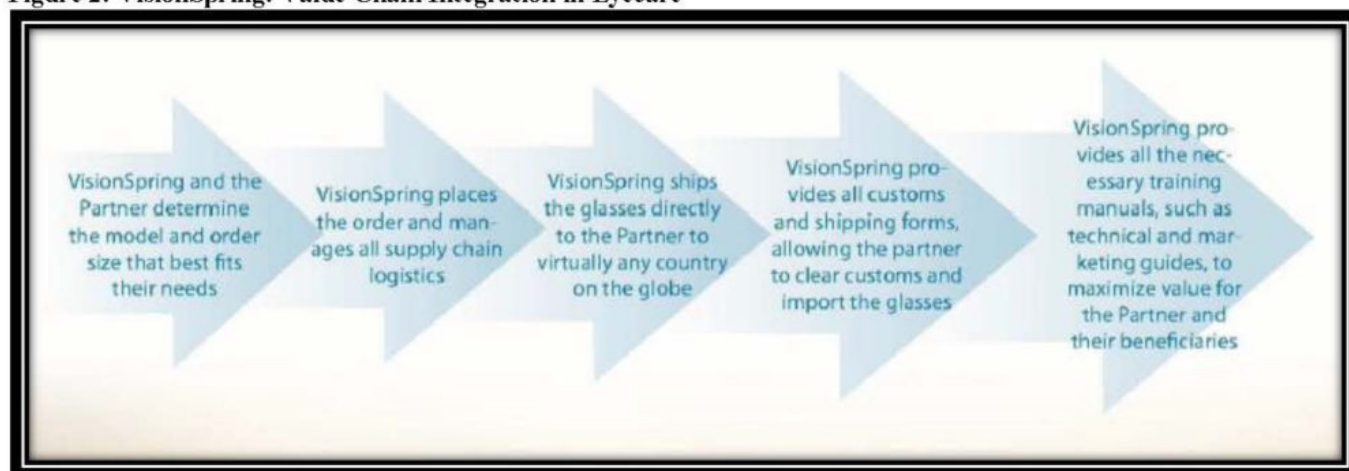 Figure 2: VisionSpring: Value Chain Integration in Eyecare
VisionSpring and the
Partner determine
the model and order
size that best fits
their needs
VisionSpring places
the order and man-
ages all supply chain
logistics
VisionSpring ships
the glasses directly
to the Partner to
virtually any country
on the globe
VisionSpring pro-
vides all customs
and shipping forms,
allowing the partner
to clear customs and
import the glasses
VisionSpring pro-
vides all the nec-
essary training
manuals, such as
technical and mar-
keting guides, to
maximize value for
the Partner and
their beneficiaries